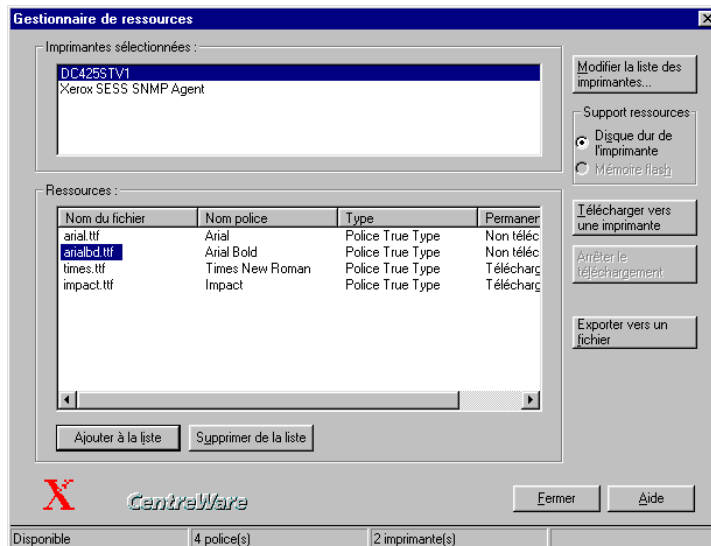 Gestionnaire de ressources
Imprimantes sélectionnées :
DC425STV1
Xerox SESS SNMP Agent
Modifier la liste des
imprimantes...
Support ressources
Disque dur de
l'imprimante
Mémoire flash
Ressources :
Nom du fichier Nom police Type Permaner
arial.ttf Arial Police True Type Non téléc
arialbd.ttf Arial Bold Police True Type Non téléc
times.ttf Times New Roman Police True Type Télécharg
impact.ttf Impact Police True Type Télécharg
Télécharger vers
une imprimante
Arrêter le
téléchargement
Exporter vers un
fichier
Ajouter à la liste Supprimer de la liste
X CentreWare Fermer Aide
Disponible 4 police(s) 2 imprimante(s)